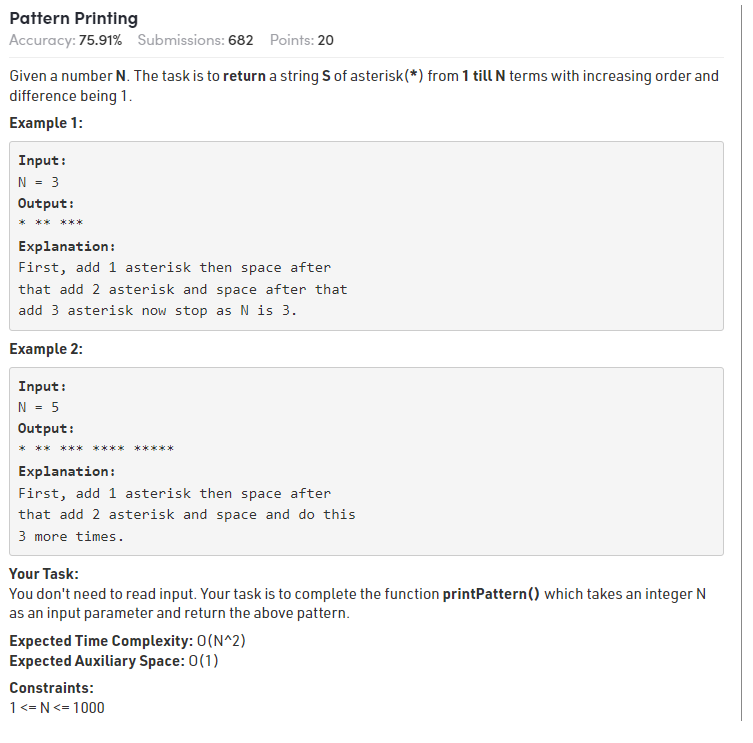 Pattern Printing
Accuracy: 75.91% Submissions: 682 Points: 20
Given a number N. The task is to return a string S of asterisk(*) from 1 till N terms with increasing order and
difference being 1.
Example 1:
Input:
N = 3
Output:
* ** ***
Explanation:
First, add 1 asterisk then space after
that add 2 asterisk and space after that
add 3 asterisk now stop as N is 3.
Example 2:
Input:
N = 5
Output:
* ** *** **** *****
Explanation:
First, add 1 asterisk then space after
that add 2 asterisk and space and do this
3 more times.
Your Task:
You don't need to read input. Your task is to complete the function printPattern() which takes an integer N
as an input parameter and return the above pattern.
Expected Time Complexity: O(N^2)
Expected Auxiliary Space: O(1)
Constraints:
1 <= N <= 1000